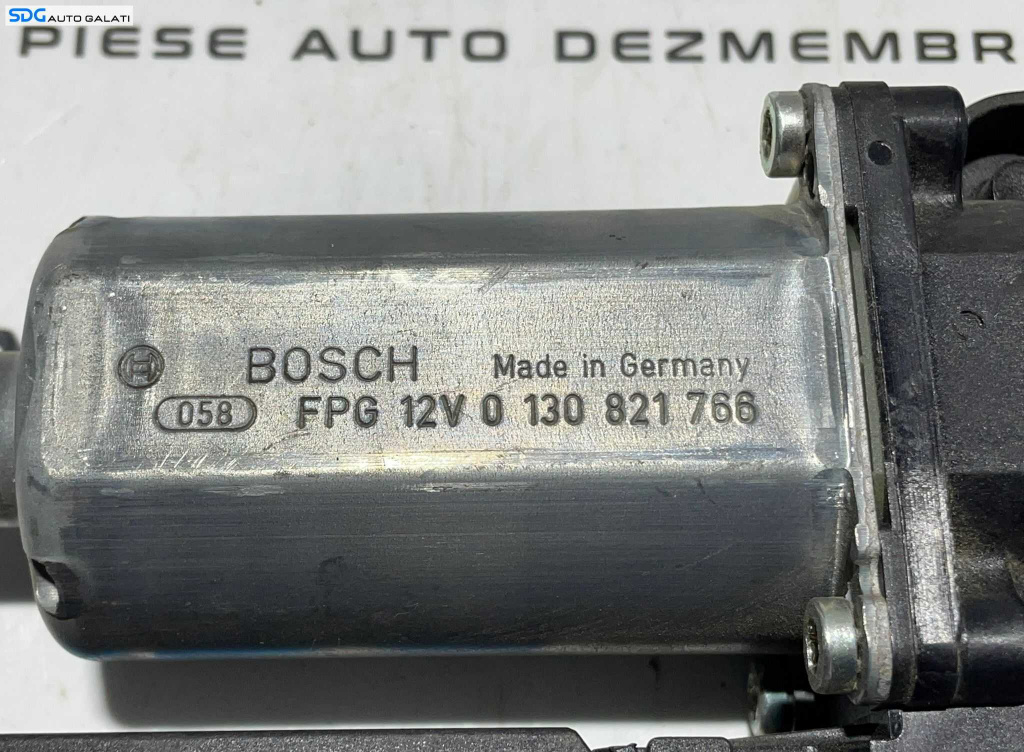 SDG AUTO GALATI
PIESE AUTO DEZMEMBR
BOSCH Made in Germany
058 FPG 12V 0 130 821 766